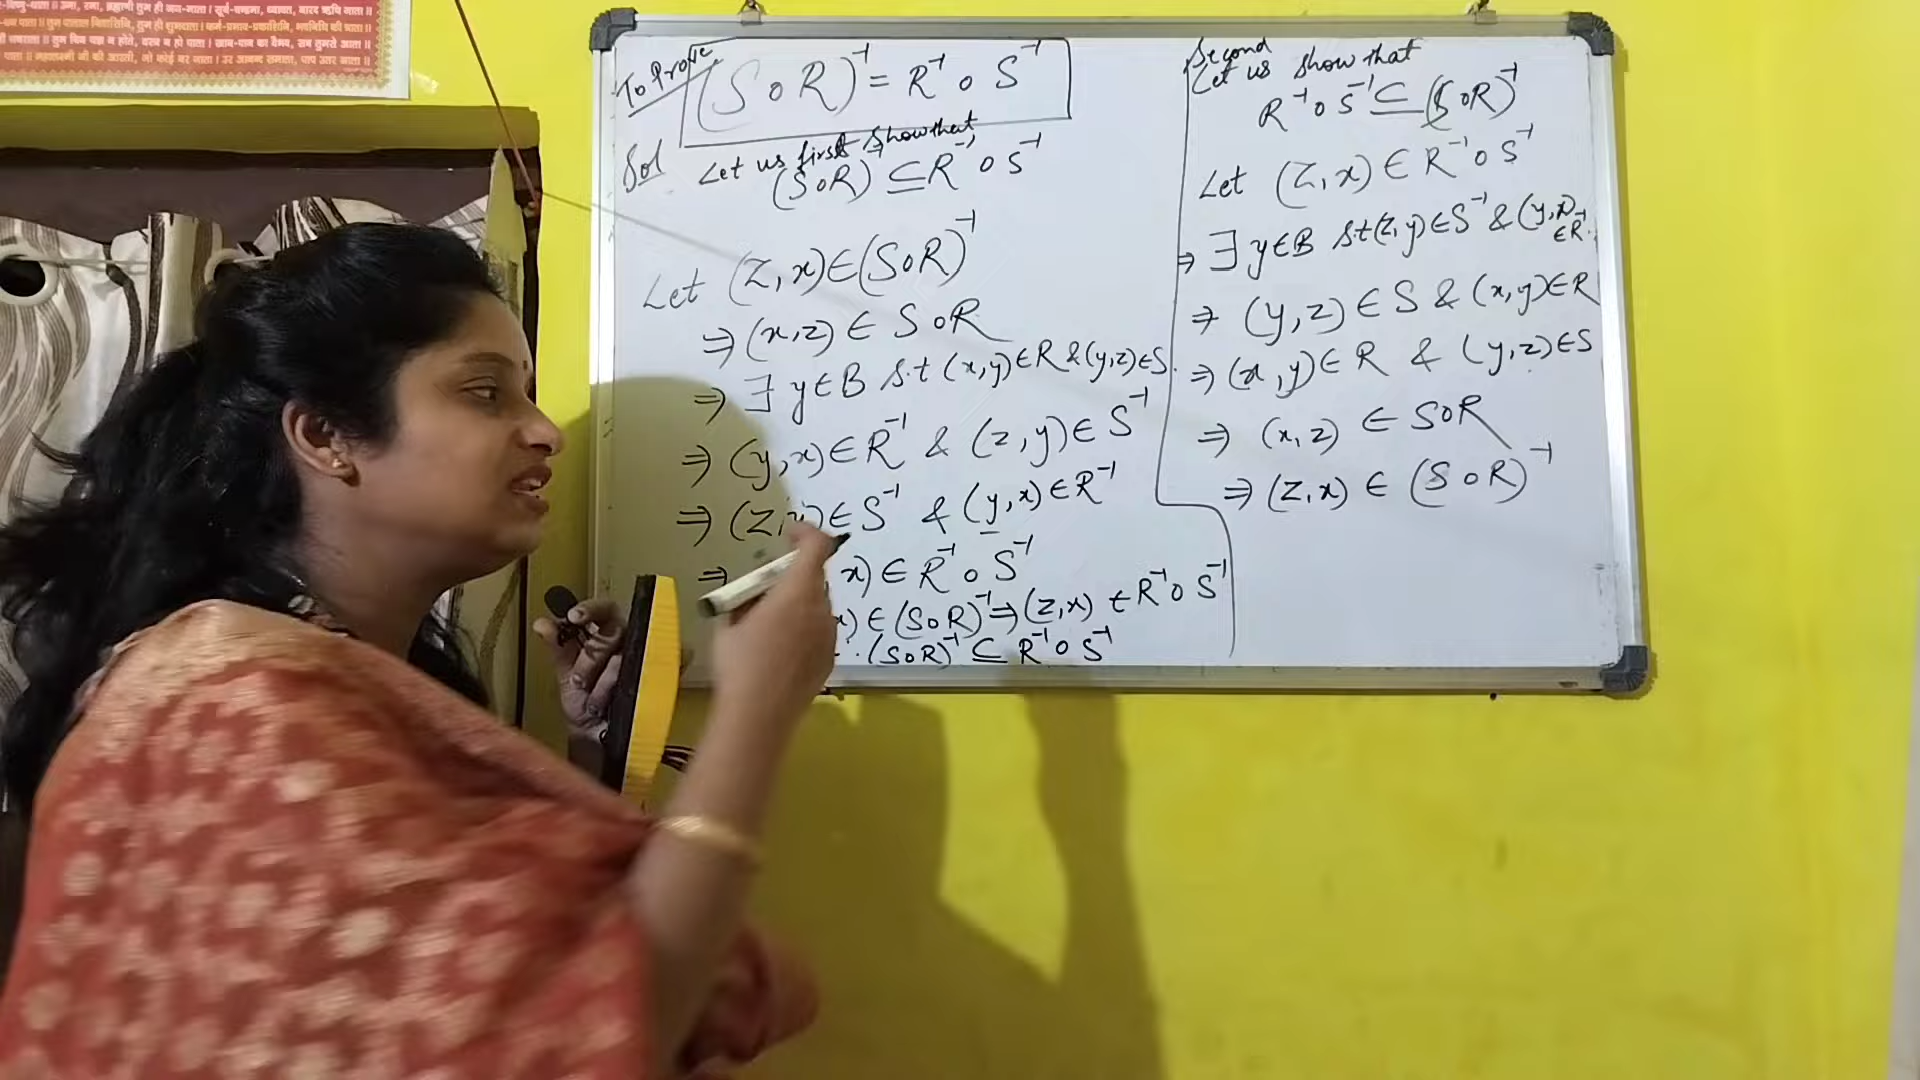 To Prove (S o R)⁻¹ = R⁻¹ o S⁻¹
Sol Let us first show that
(S o R)⁻¹ ⊆ R⁻¹ o S⁻¹
Let (Z, x) ∈ (S o R)⁻¹
⇒ (x, z) ∈ S o R
⇒ ∃ y ∈ B s.t (x, y) ∈ R & (y, z) ∈ S.
⇒ (y, x) ∈ R⁻¹ & (z, y) ∈ S⁻¹
⇒ (Z, y) ∈ S⁻¹ & (y, x) ∈ R⁻¹
⇒ x) ∈ R⁻¹ o S⁻¹
x) ∈ (S o R)⁻¹ ⇒ (Z, x) ∈ R⁻¹ o S⁻¹
(S o R)⁻¹ ⊆ R⁻¹ o S⁻¹
Second
Let us show that
R⁻¹ o S⁻¹ ⊆ (S o R)⁻¹
Let (Z, x) ∈ R⁻¹ o S⁻¹
⇒ ∃ y ∈ B s.t (Z, y) ∈ S⁻¹ & (y, x) ∈ R⁻¹.
⇒ (y, z) ∈ S & (x, y) ∈ R
⇒ (x, y) ∈ R & (y, z) ∈ S
⇒ (x, z) ∈ S o R
⇒ (Z, x) ∈ (S o R)⁻¹